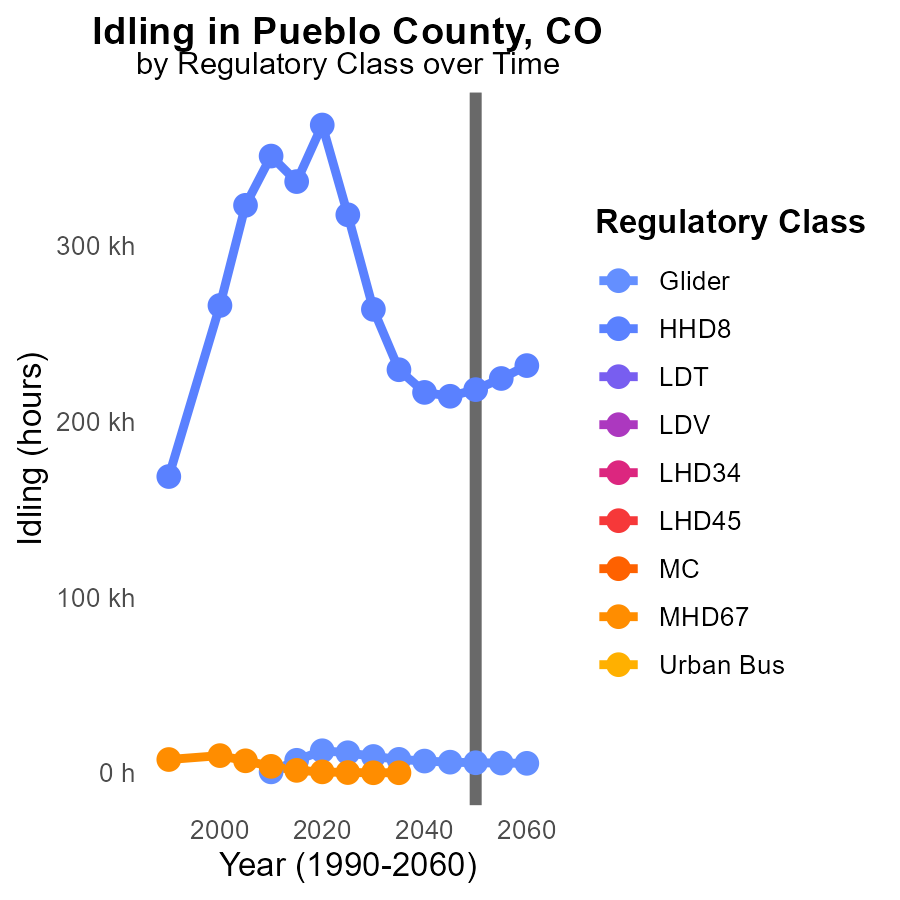 Idling in Pueblo County, CO
by Regulatory Class over Time
Idling (hours)
300 kh
200 kh
100 kh
0 h
2000 2020 2040 2060
Year (1990-2060)
Regulatory Class
Glider
HHD8
LDT
LDV
LHD34
LHD45
MC
MHD67
Urban Bus